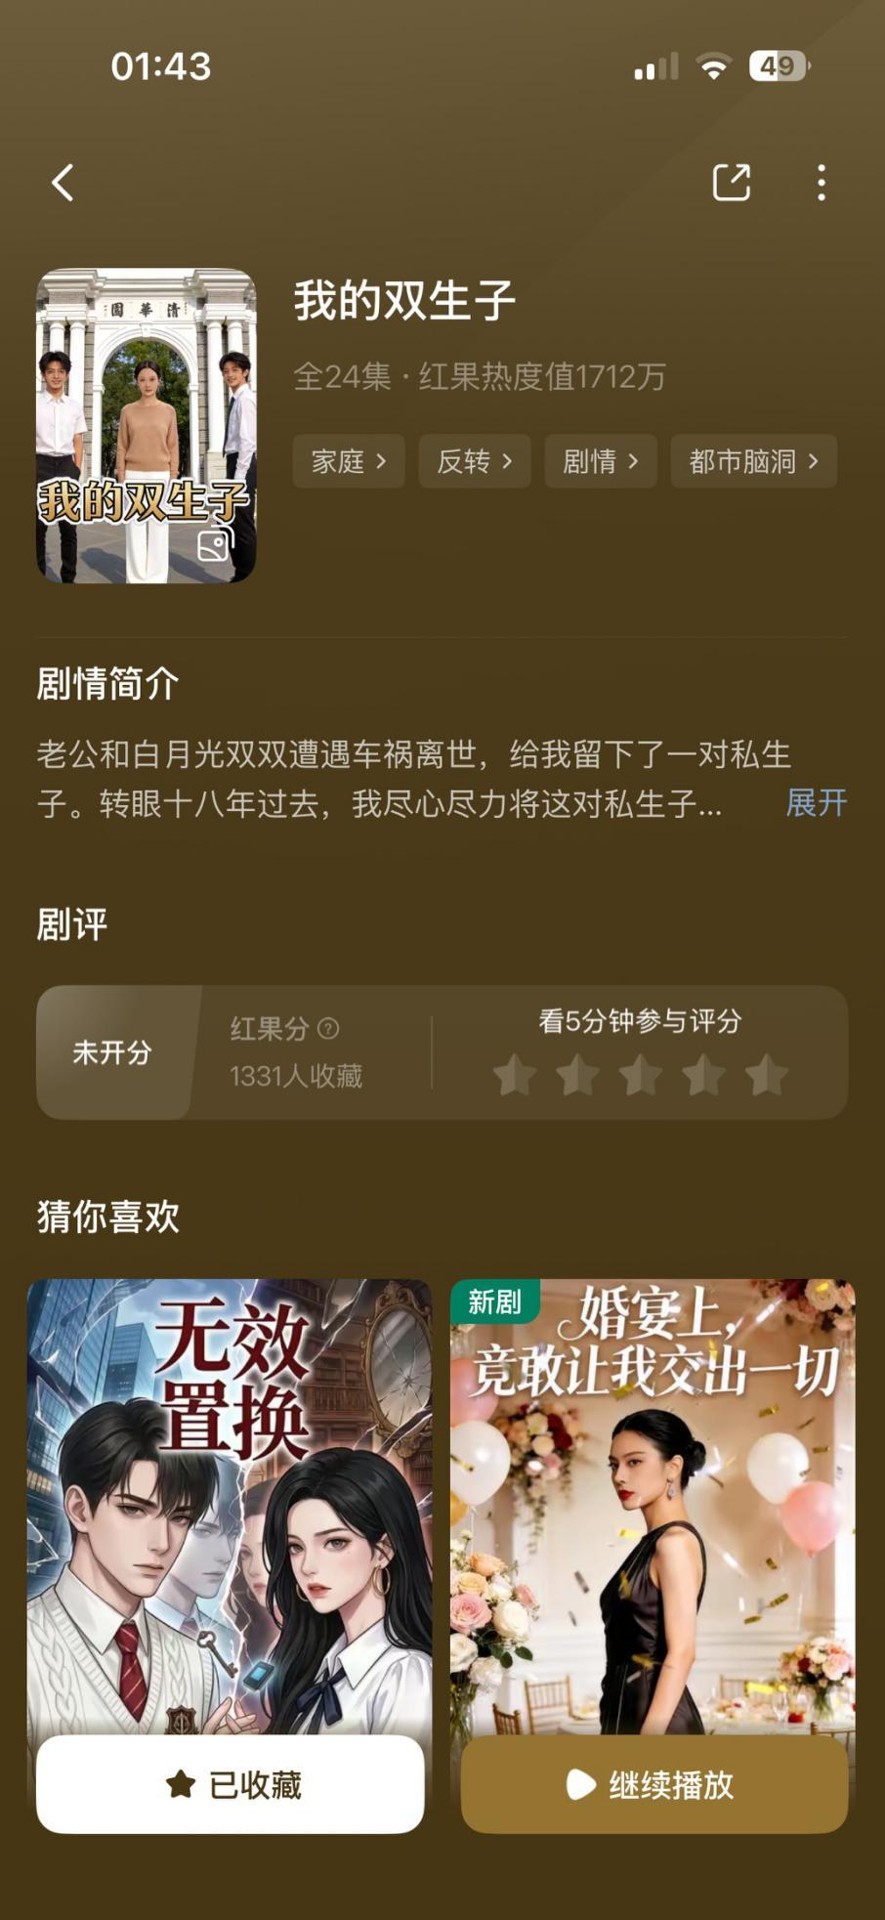 01:43
49
清華園
我的双生子
我的双生子
全24集·红果热度值1712万
家庭
反转
剧情
都市脑洞
剧情简介
老公和白月光双双遭遇车祸离世，给我留下了一对私生
子。转眼十八年过去，我尽心尽力将这对私生子...
展开
剧评
未开分
红果分
1331人收藏
看5分钟参与评分
猜你喜欢
无效
置换
新剧
婚宴上，
竟敢让我交出一切
已收藏
继续播放